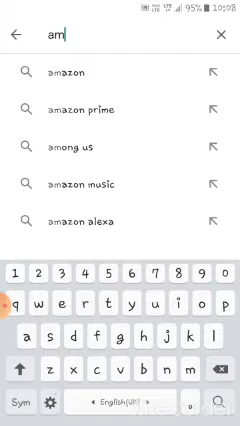 95% 10:08
am
amazon
amazon prime
among us
amazon music
amazon alexa
1 2 3 4 5 6 7 8 9 0
q w e r t y u i o p
a s d f g h j k l
z x c v b n m
Sym English(UK) .